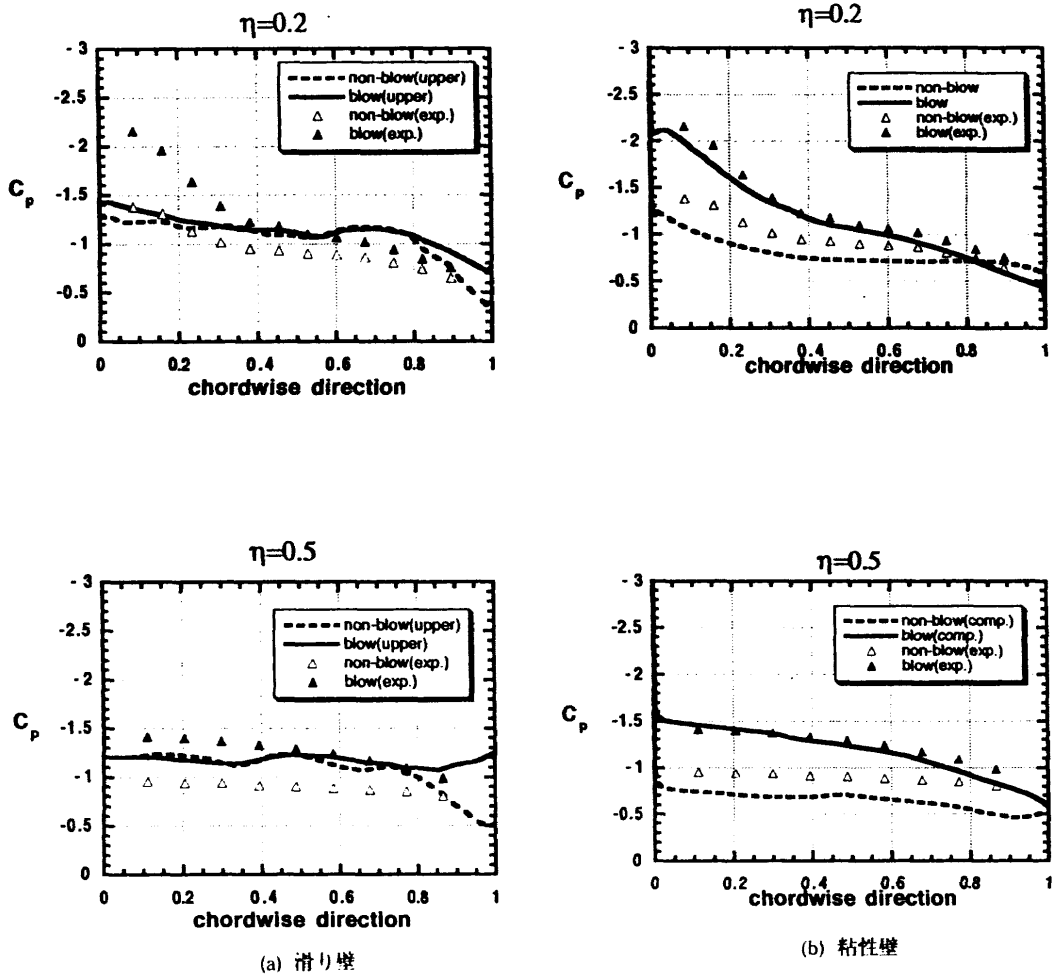 η=0.2
-3
-2.5
-2
-1.5
-1
-0.5
0
Cp
non-blow(upper)
blow(upper)
non-blow(exp.)
blow(exp.)
0 0.2 0.4 0.6 0.8 1
chordwise direction
η=0.2
-3
-2.5
-2
-1.5
-1
-0.5
0
Cp
non-blow
blow
non-blow(exp.)
blow(exp.)
0 0.2 0.4 0.6 0.8 1
chordwise direction
η=0.5
-3
-2.5
-2
-1.5
-1
-0.5
0
Cp
non-blow(upper)
blow(upper)
non-blow(exp.)
blow(exp.)
0 0.2 0.4 0.6 0.8 1
chordwise direction
(a) 滑り壁
η=0.5
-3
-2.5
-2
-1.5
-1
-0.5
0
Cp
non-blow(comp.)
blow(comp.)
non-blow(exp.)
blow(exp.)
0 0.2 0.4 0.6 0.8 1
chordwise direction
(b) 粘性壁